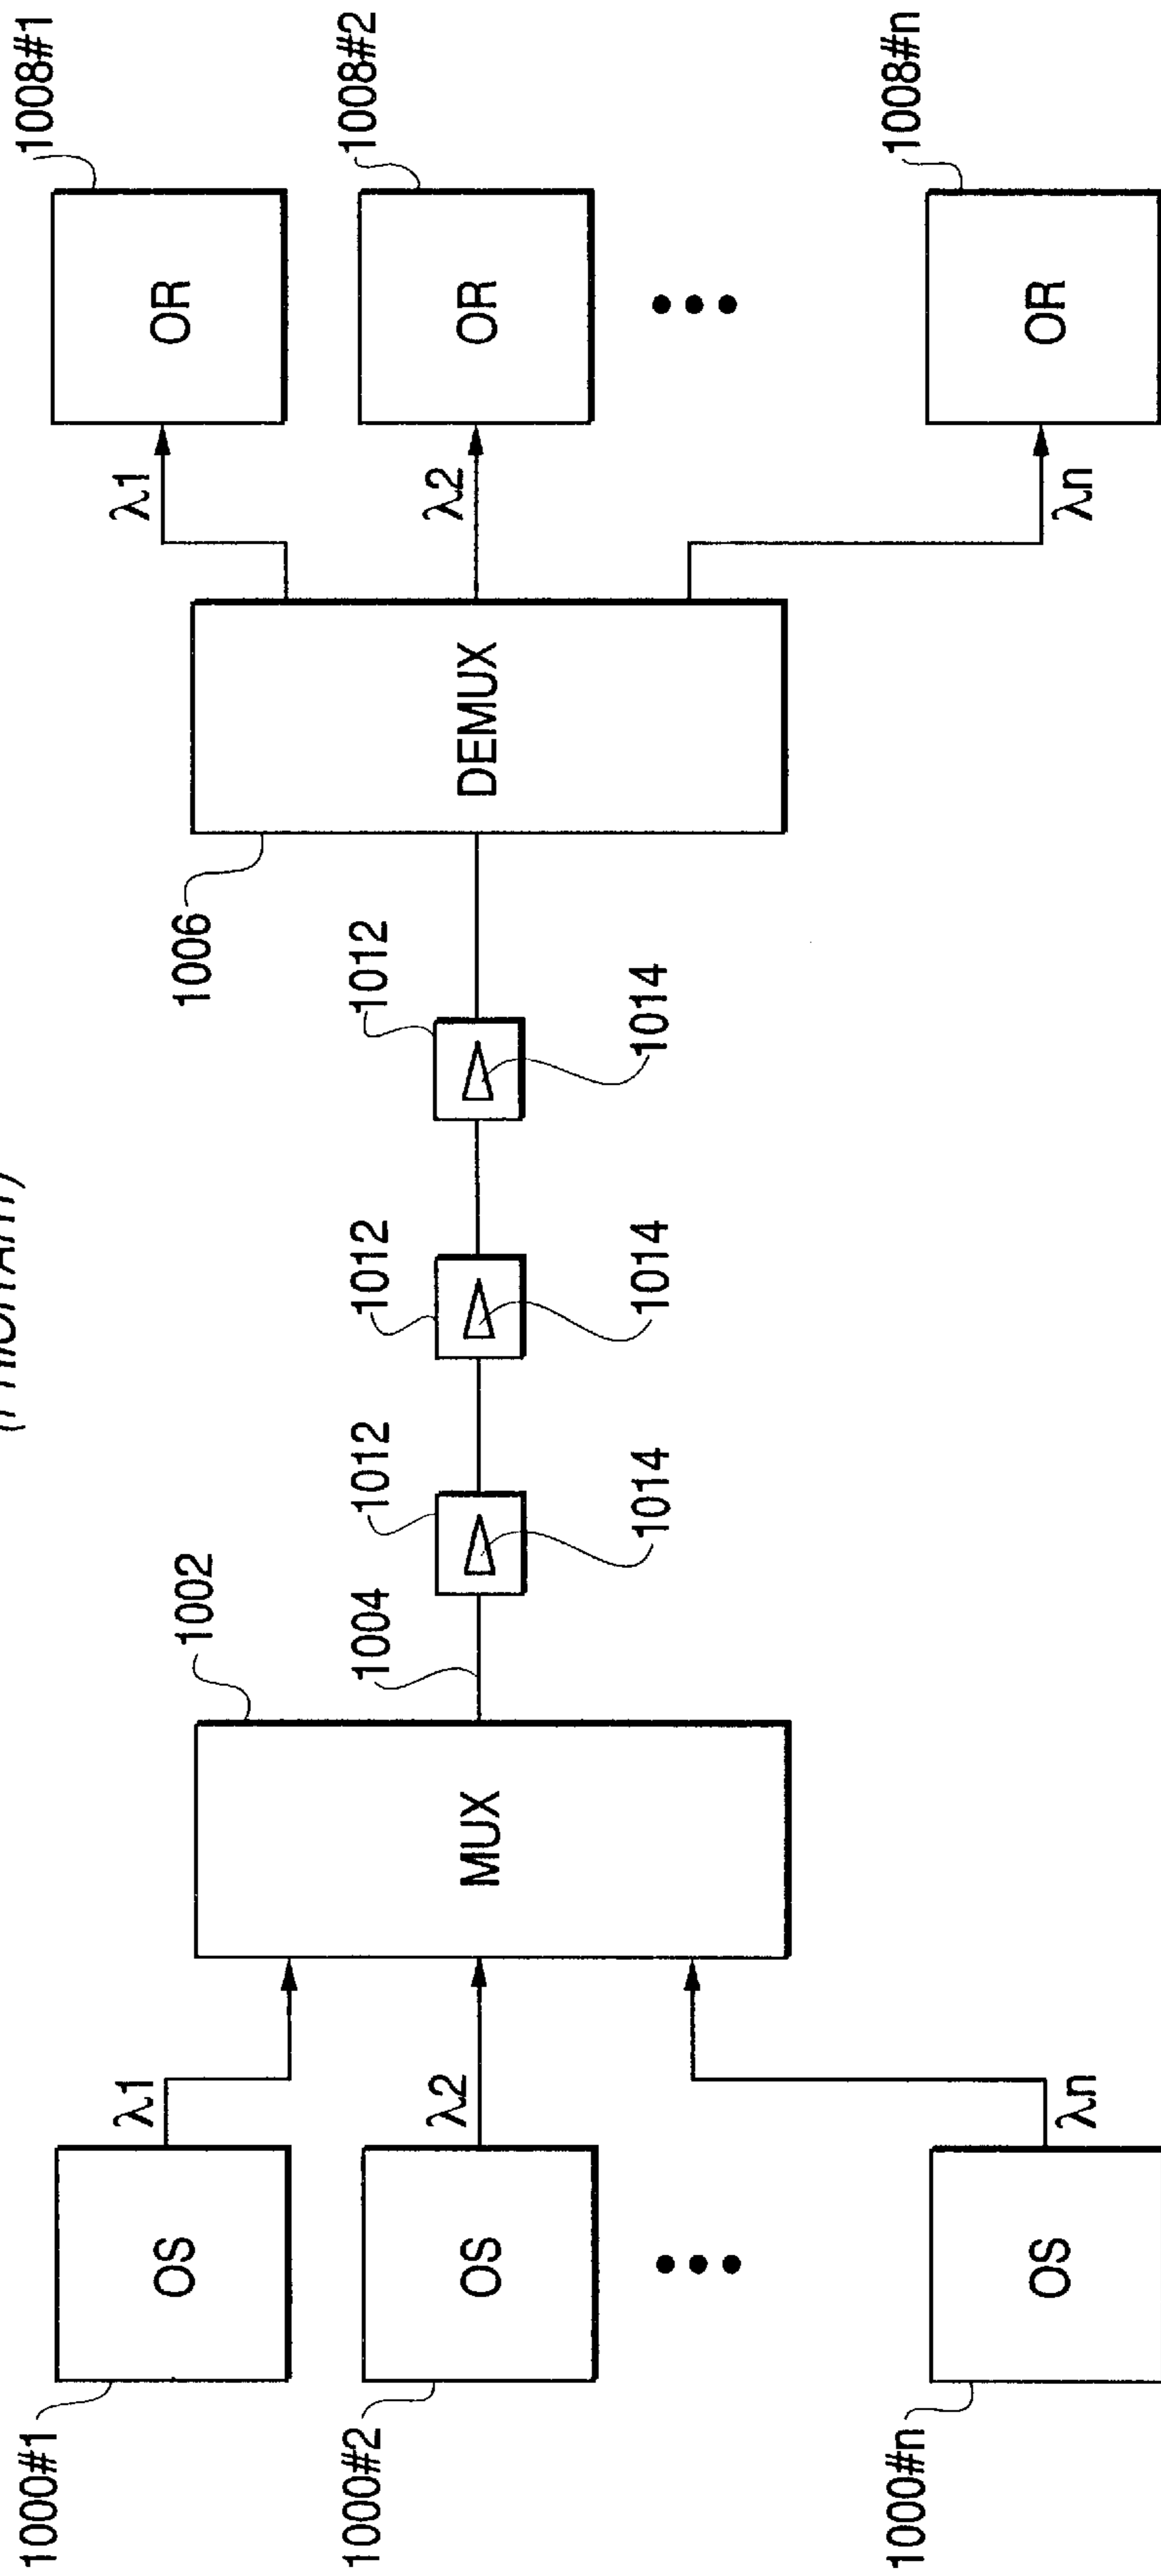 (PRIOR ART)
1000#1
OS
λ1
1000#2
OS
λ2
1000#n
OS
λn
1002
MUX
1004
1012
1014
1012
1014
1012
1014
1006
DEMUX
λ1
OR
1008#1
λ2
OR
1008#2
λn
OR
1008#n